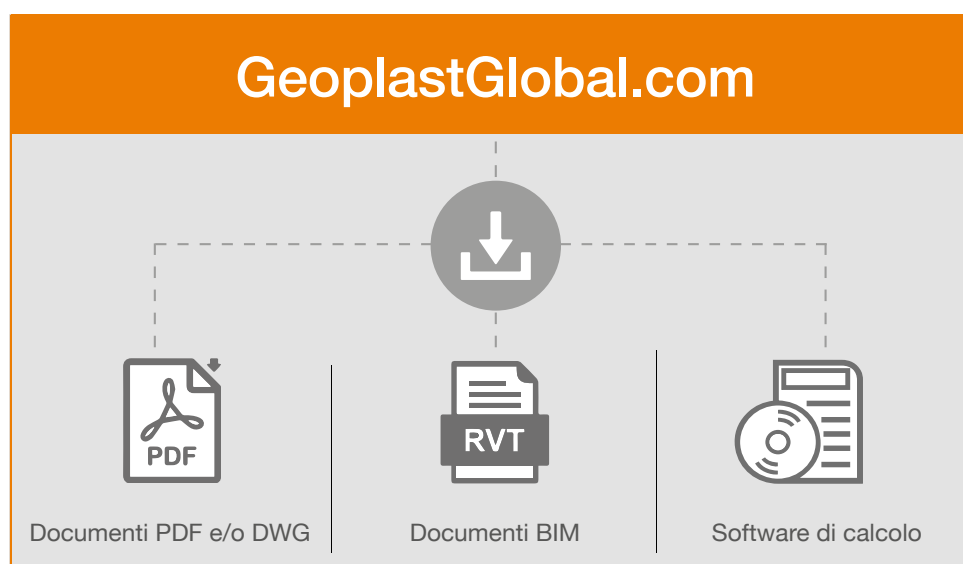 GeoplastGlobal.com
PDF
RVT
Documenti PDF e/o DWG
Documenti BIM
Software di calcolo